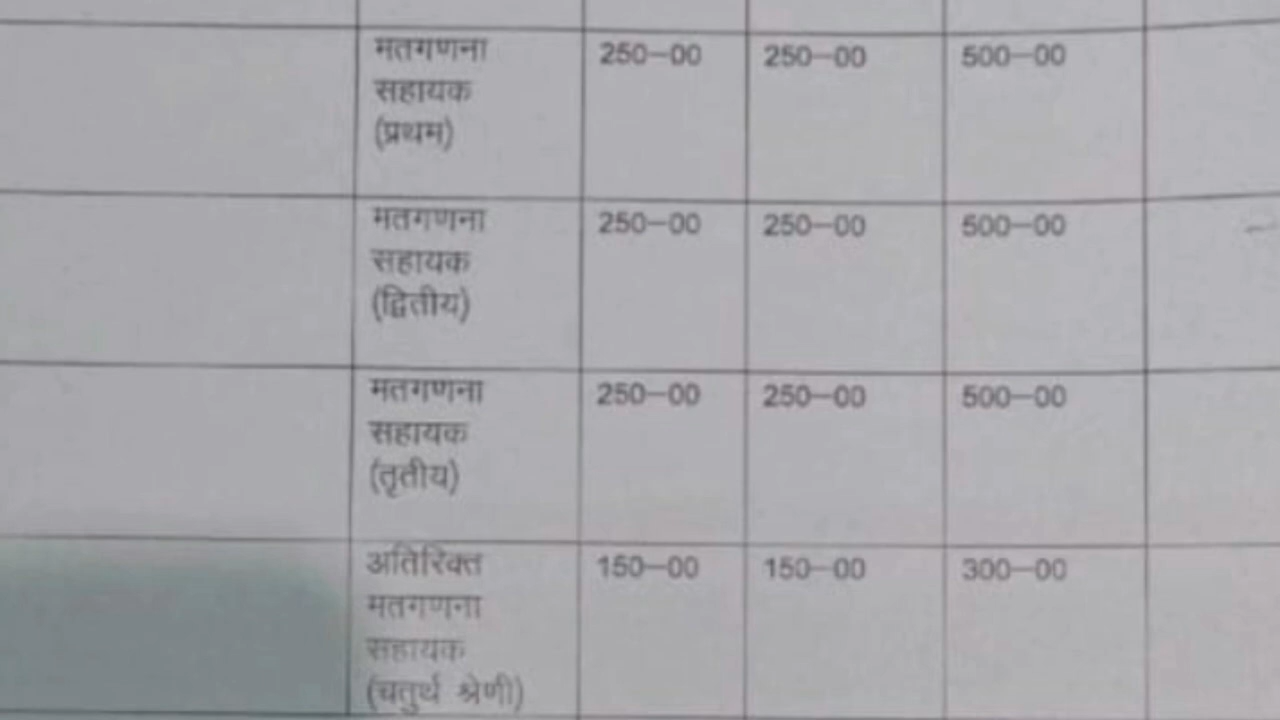 मतगणना 250—00 250—00 500—00
सहायक
(प्रथम)
मतगणना 250—00 250—00 500—00
सहायक
(द्वितीय)
मतगणना 250—00 250—00 500—00
सहायक
(तृतीय)
अतिरिक्त 150—00 150—00 300—00
मतगणना
सहायक
(चतुर्थ श्रेणी)